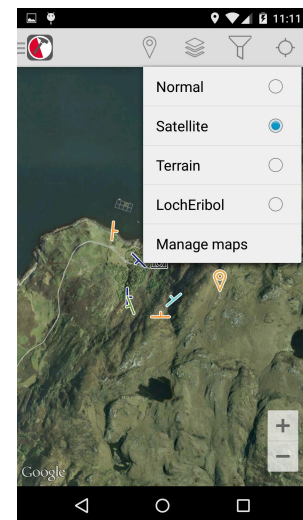 11:11
Normal
Satellite
Terrain
LochEribol
Manage maps
+
−
Google